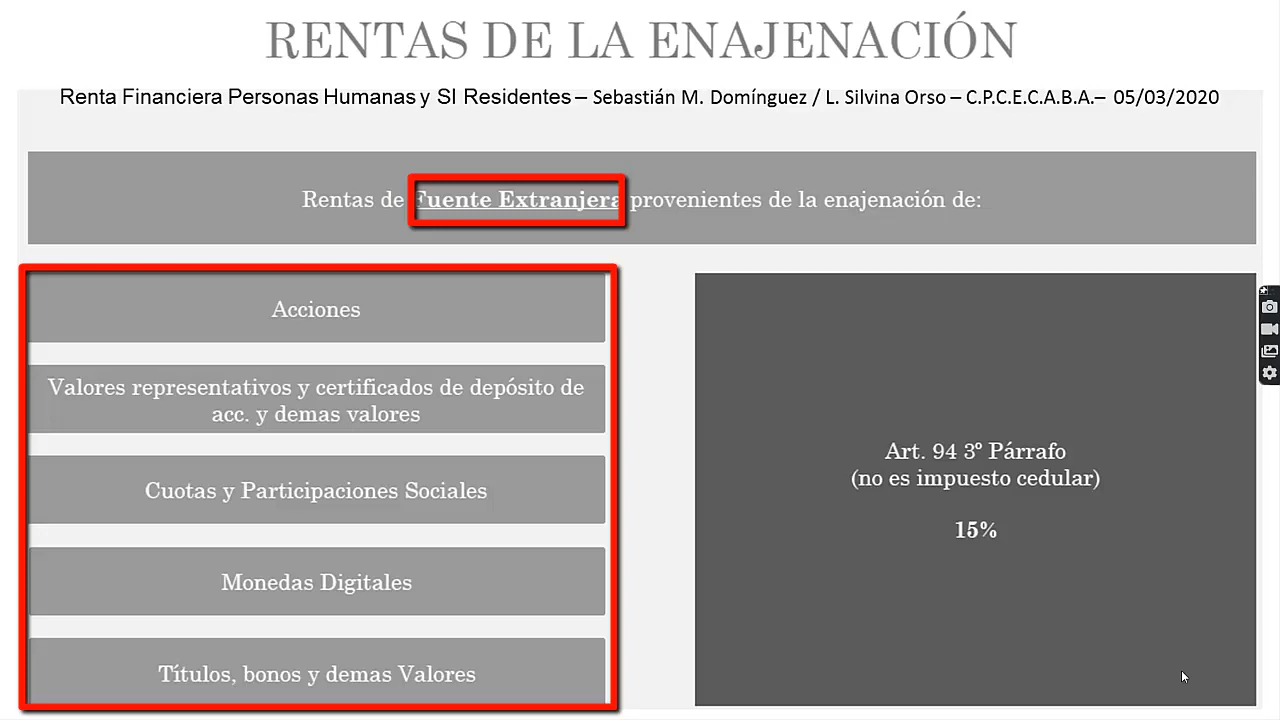 RENTAS DE LA ENAJENACIÓN
Renta Financiera Personas Humanas y SI Residentes – Sebastián M. Domínguez / L. Silvina Orso – C.P.C.E.C.A.B.A.– 05/03/2020
Rentas de Fuente Extranjera provenientes de la enajenación de:
Acciones
Valores representativos y certificados de depósito de
acc. y demas valores
Cuotas y Participaciones Sociales
Monedas Digitales
Títulos, bonos y demas Valores
Art. 94 3º Párrafo
(no es impuesto cedular)
15%